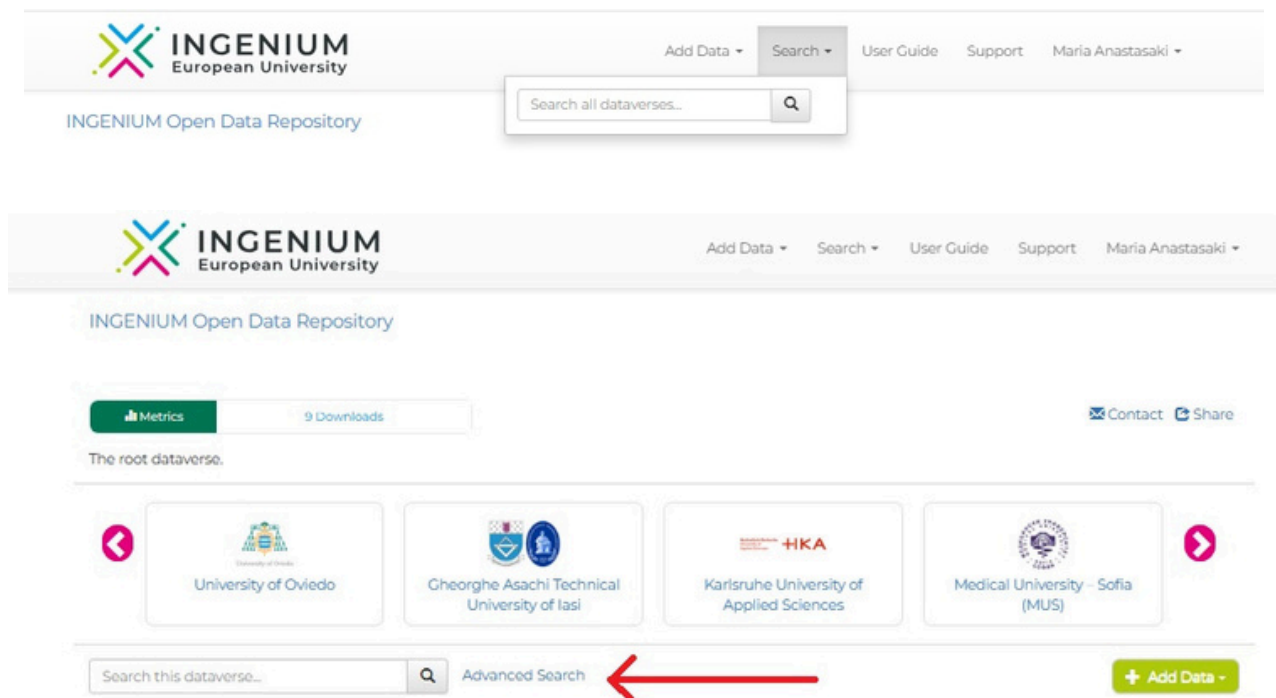 INGENIUM
European University
Add Data Search User Guide Support Maria Anastasaki
Search all dataverses...
INGENIUM Open Data Repository
INGENIUM
European University
Add Data Search User Guide Support Maria Anastasaki
INGENIUM Open Data Repository
Metrics 9 Downloads Contact Share
The root dataverse.
HKA
University of Oviedo
Gheorghe Asachi Technical
University of Iasi
Karlsruhe University of
Applied Sciences
Medical University - Sofia
(MUS)
Search this dataverse... Advanced Search + Add Data